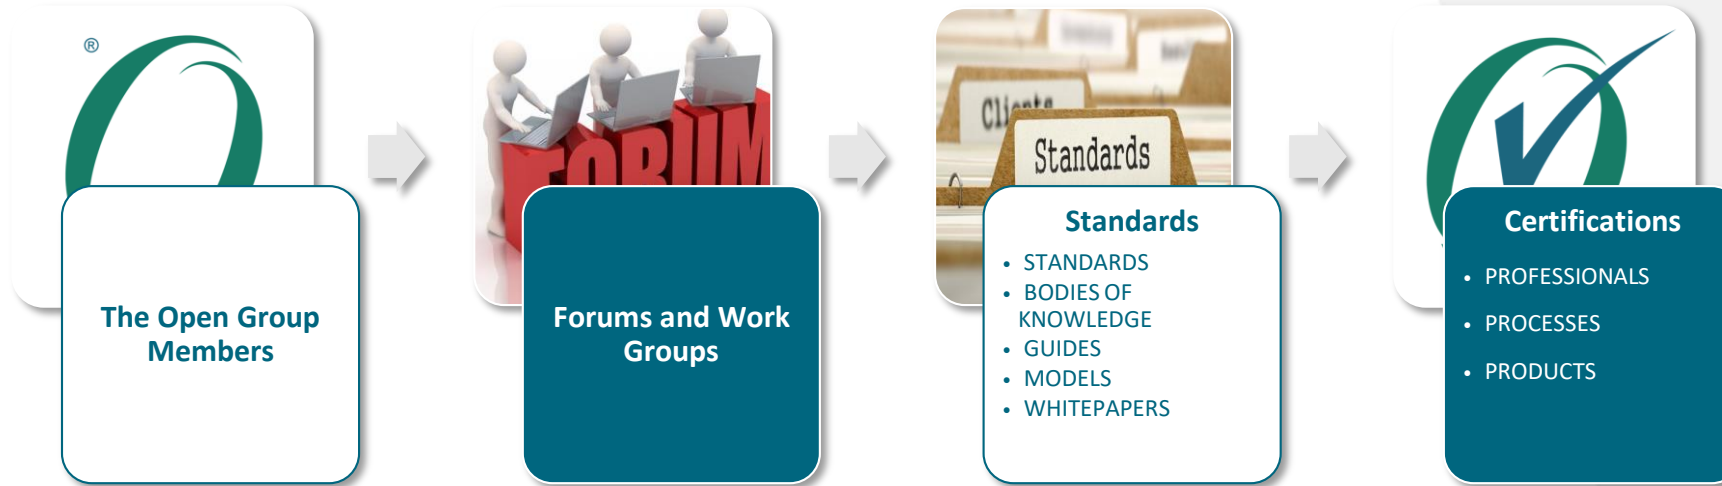 ®
The Open Group
Members
FORUM
Forums and Work
Groups
Clients
Standards
Standards
• STANDARDS
• BODIES OF
KNOWLEDGE
• GUIDES
• MODELS
• WHITEPAPERS
Certifications
• PROFESSIONALS
• PROCESSES
• PRODUCTS